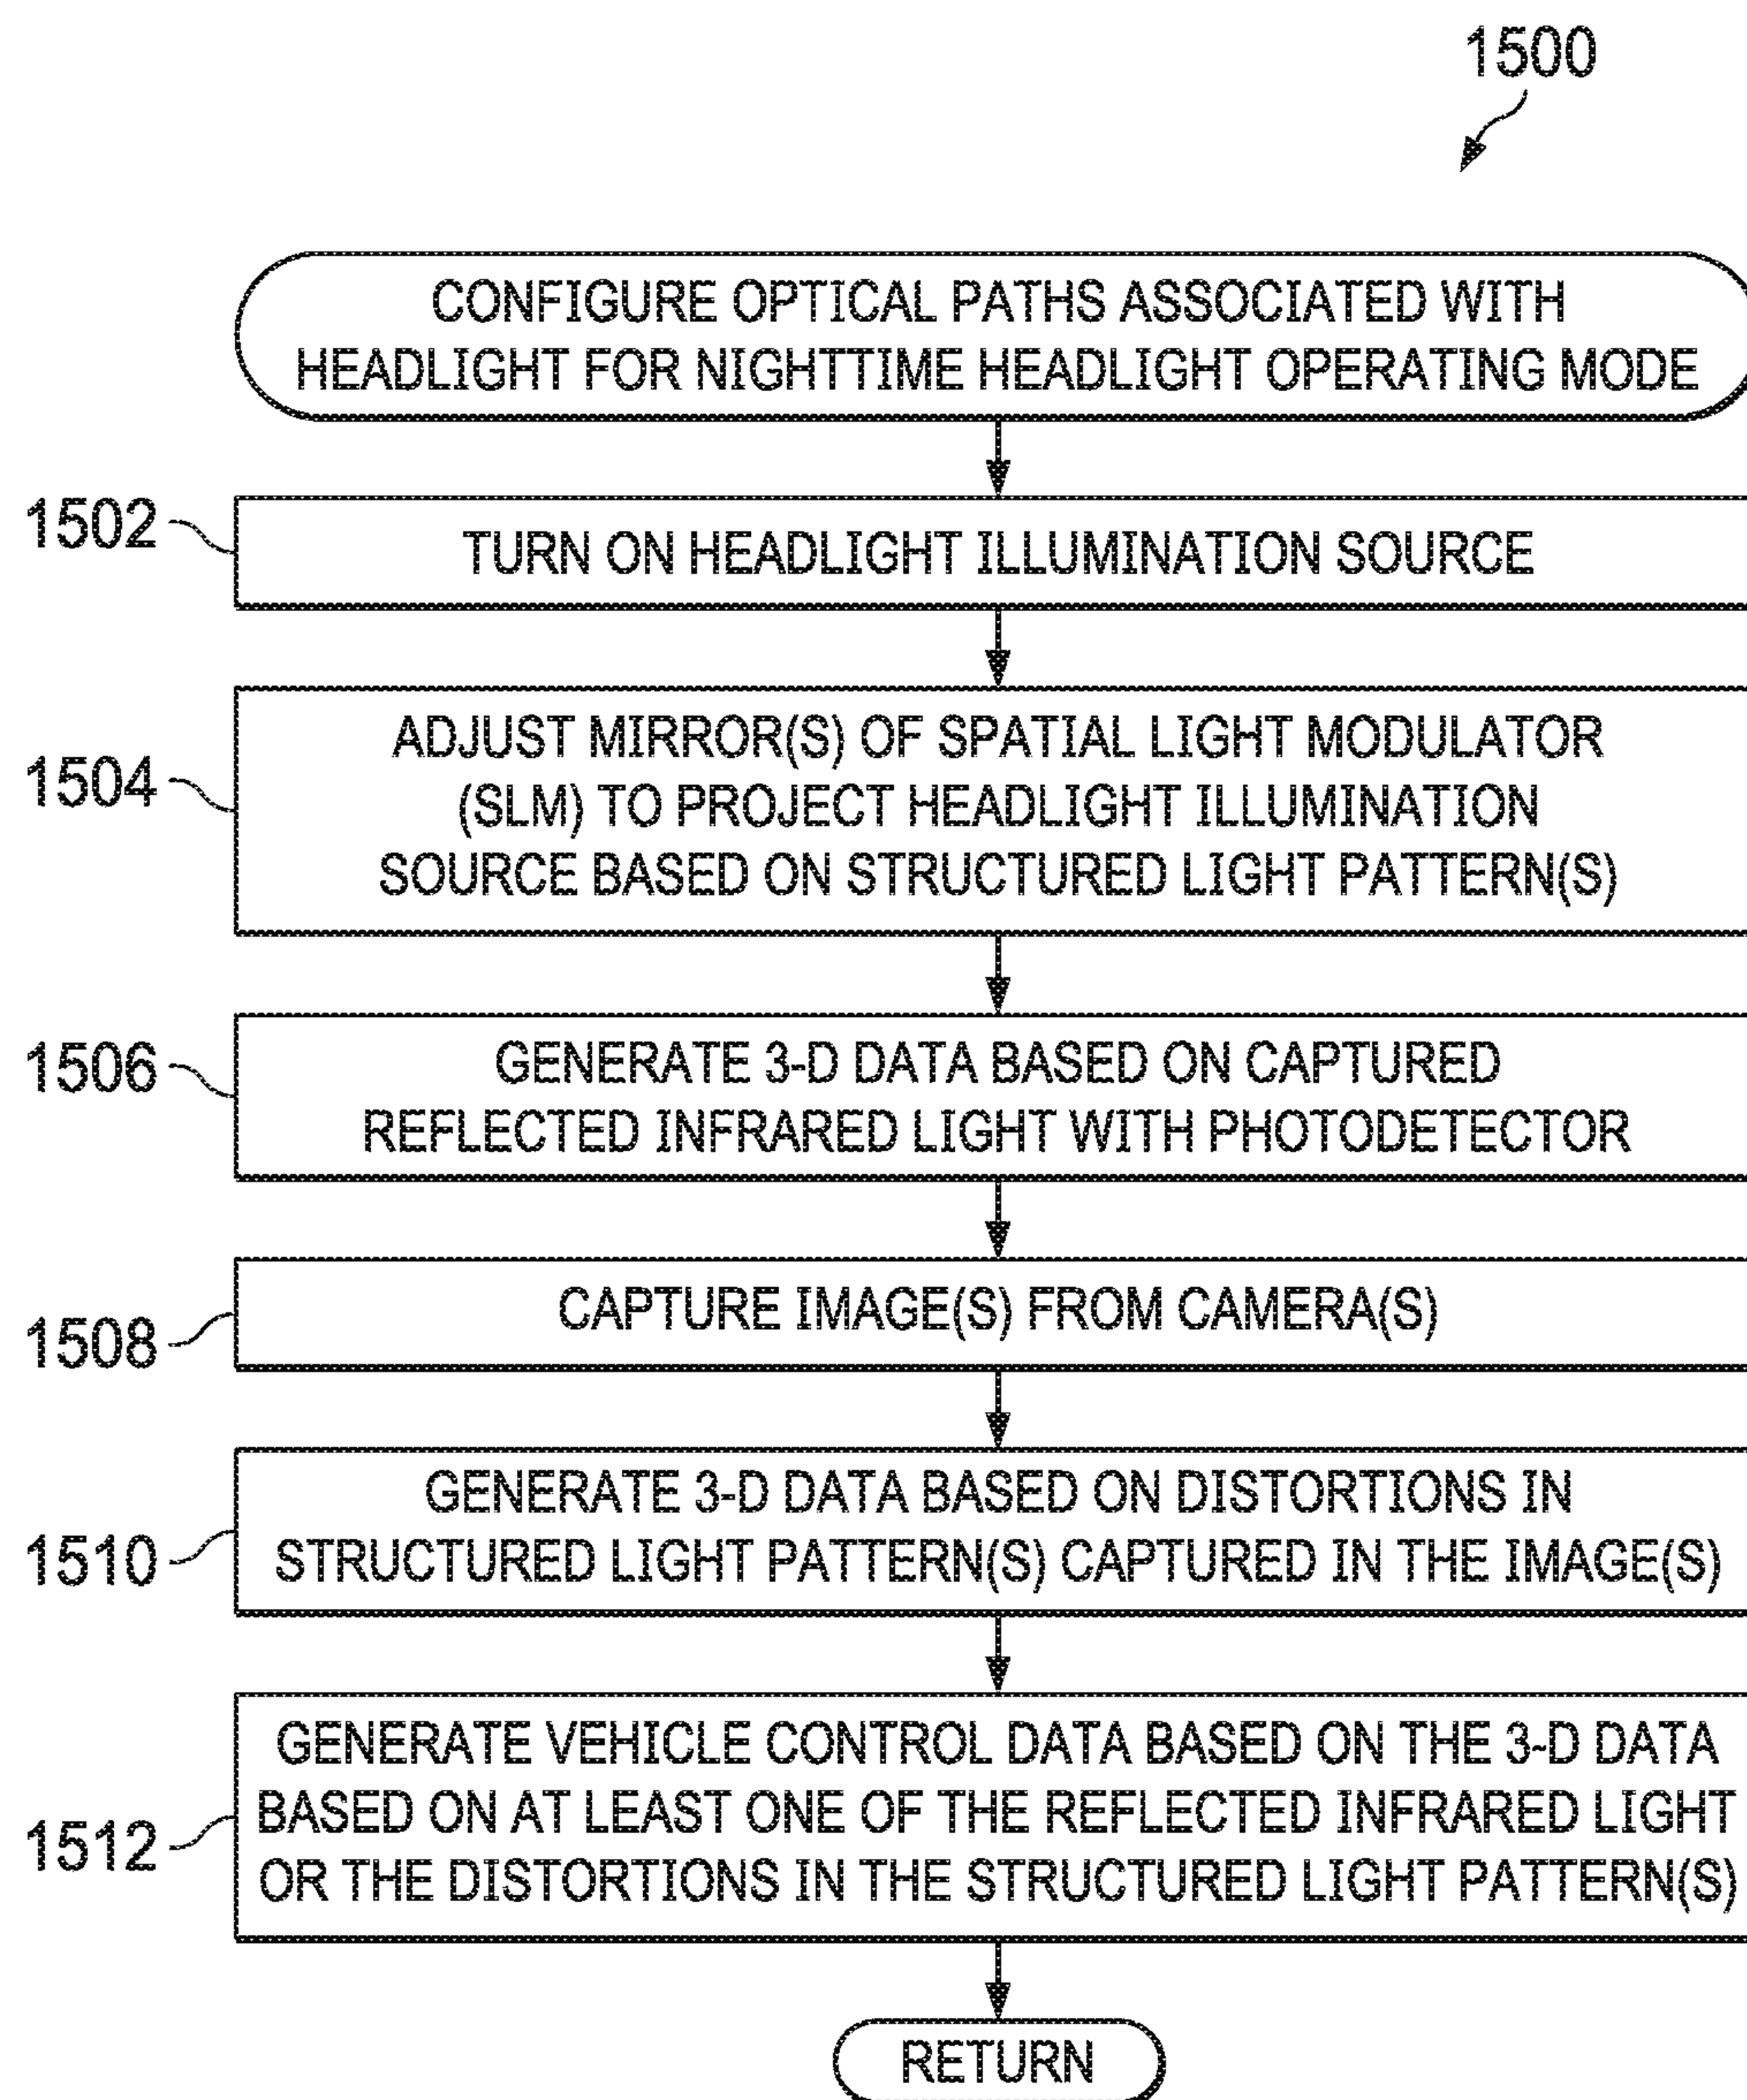 1500
CONFIGURE OPTICAL PATHS ASSOCIATED WITH
HEADLIGHT FOR NIGHTTIME HEADLIGHT OPERATING MODE
1502
TURN ON HEADLIGHT ILLUMINATION SOURCE
1504
ADJUST MIRROR(S) OF SPATIAL LIGHT MODULATOR
(SLM) TO PROJECT HEADLIGHT ILLUMINATION
SOURCE BASED ON STRUCTURED LIGHT PATTERN(S)
1506
GENERATE 3-D DATA BASED ON CAPTURED
REFLECTED INFRARED LIGHT WITH PHOTODETECTOR
1508
CAPTURE IMAGE(S) FROM CAMERA(S)
1510
GENERATE 3-D DATA BASED ON DISTORTIONS IN
STRUCTURED LIGHT PATTERN(S) CAPTURED IN THE IMAGE(S)
1512
GENERATE VEHICLE CONTROL DATA BASED ON THE 3-D DATA
BASED ON AT LEAST ONE OF THE REFLECTED INFRARED LIGHT
OR THE DISTORTIONS IN THE STRUCTURED LIGHT PATTERN(S)
RETURN